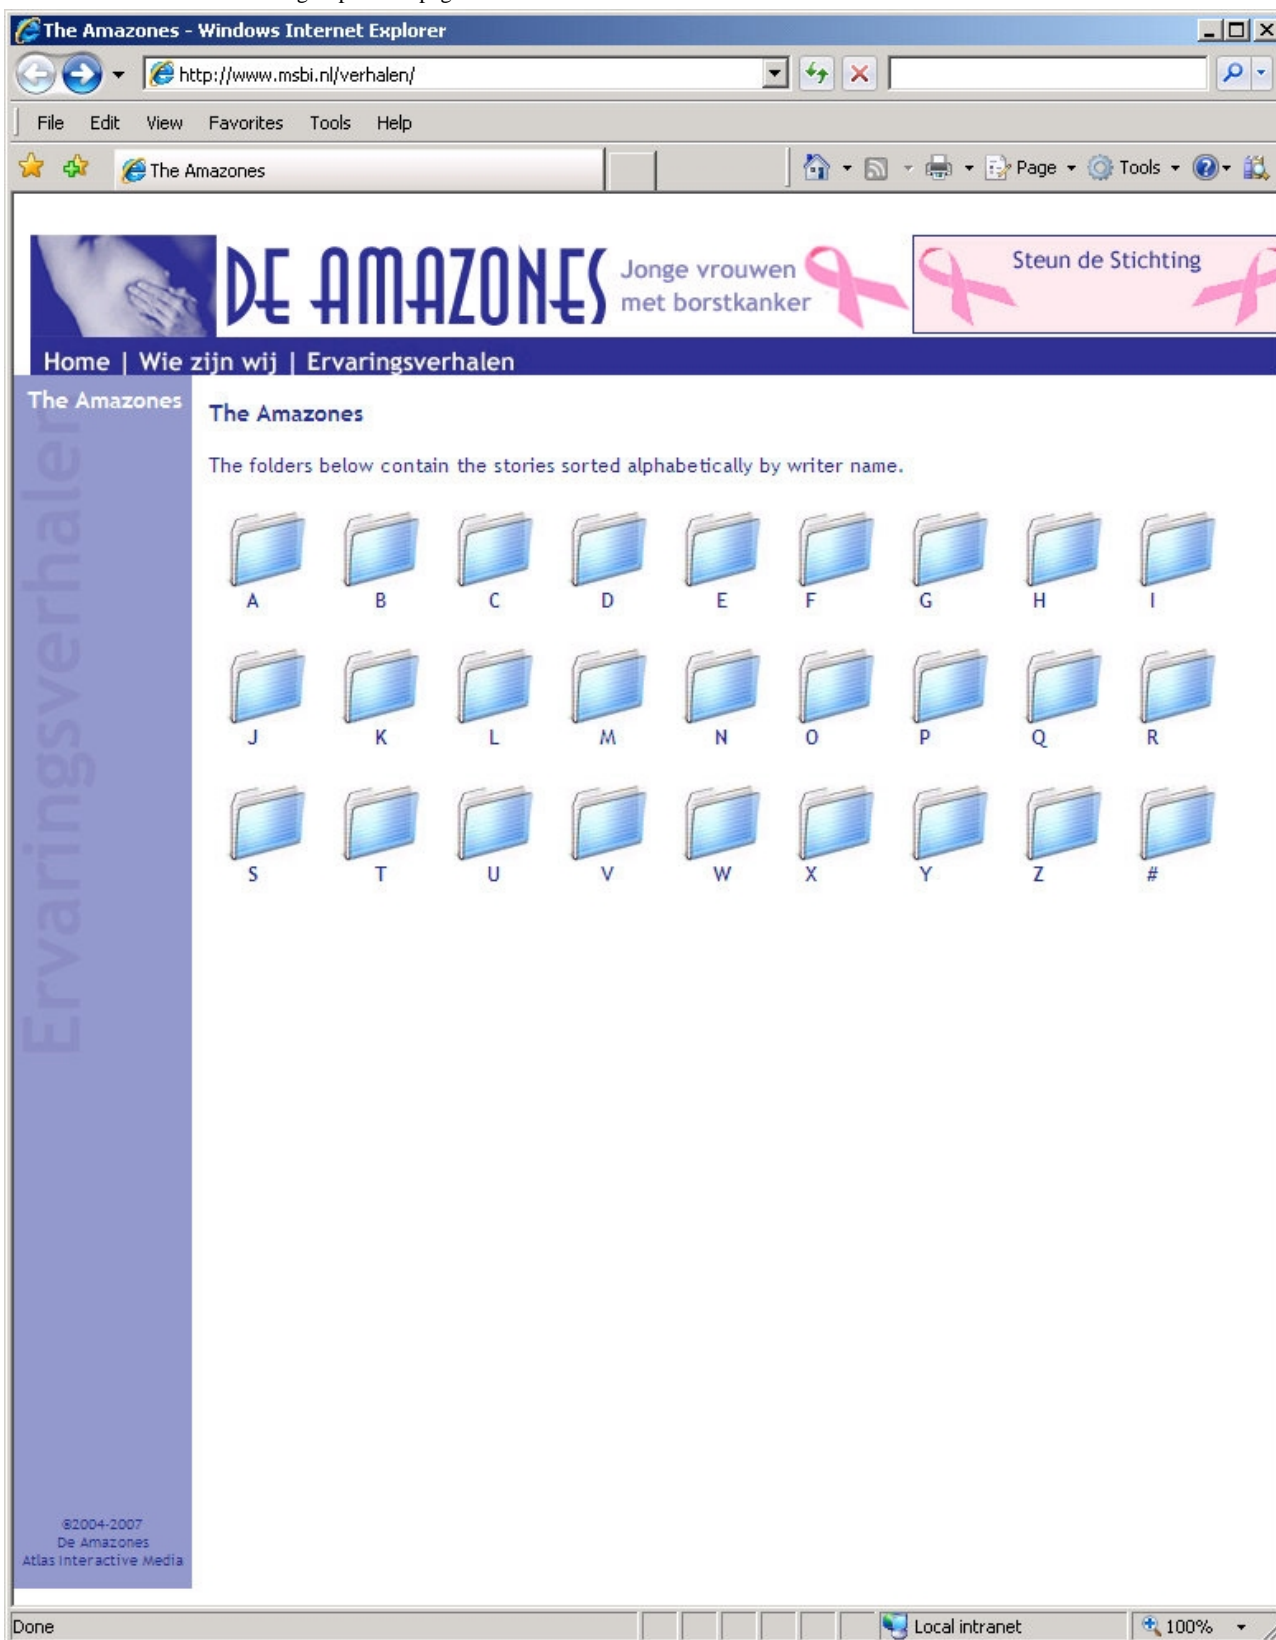 The Amazones - Windows Internet Explorer
http://www.msbi.nl/verhalen/
File Edit View Favorites Tools Help
The Amazones
Page Tools
DE AMAZONES
Jonge vrouwen
met borstkanker
Steun de Stichting
Home | Wie zijn wij | Ervaringsverhalen
The Amazones
Ervaringsverhalen
The Amazones
The folders below contain the stories sorted alphabetically by writer name.
A B C D E F G H I
J K L M N O P Q R
S T U V W X Y Z #
©2004-2007
De Amazones
Atlas Interactive Media
Done Local intranet 100%